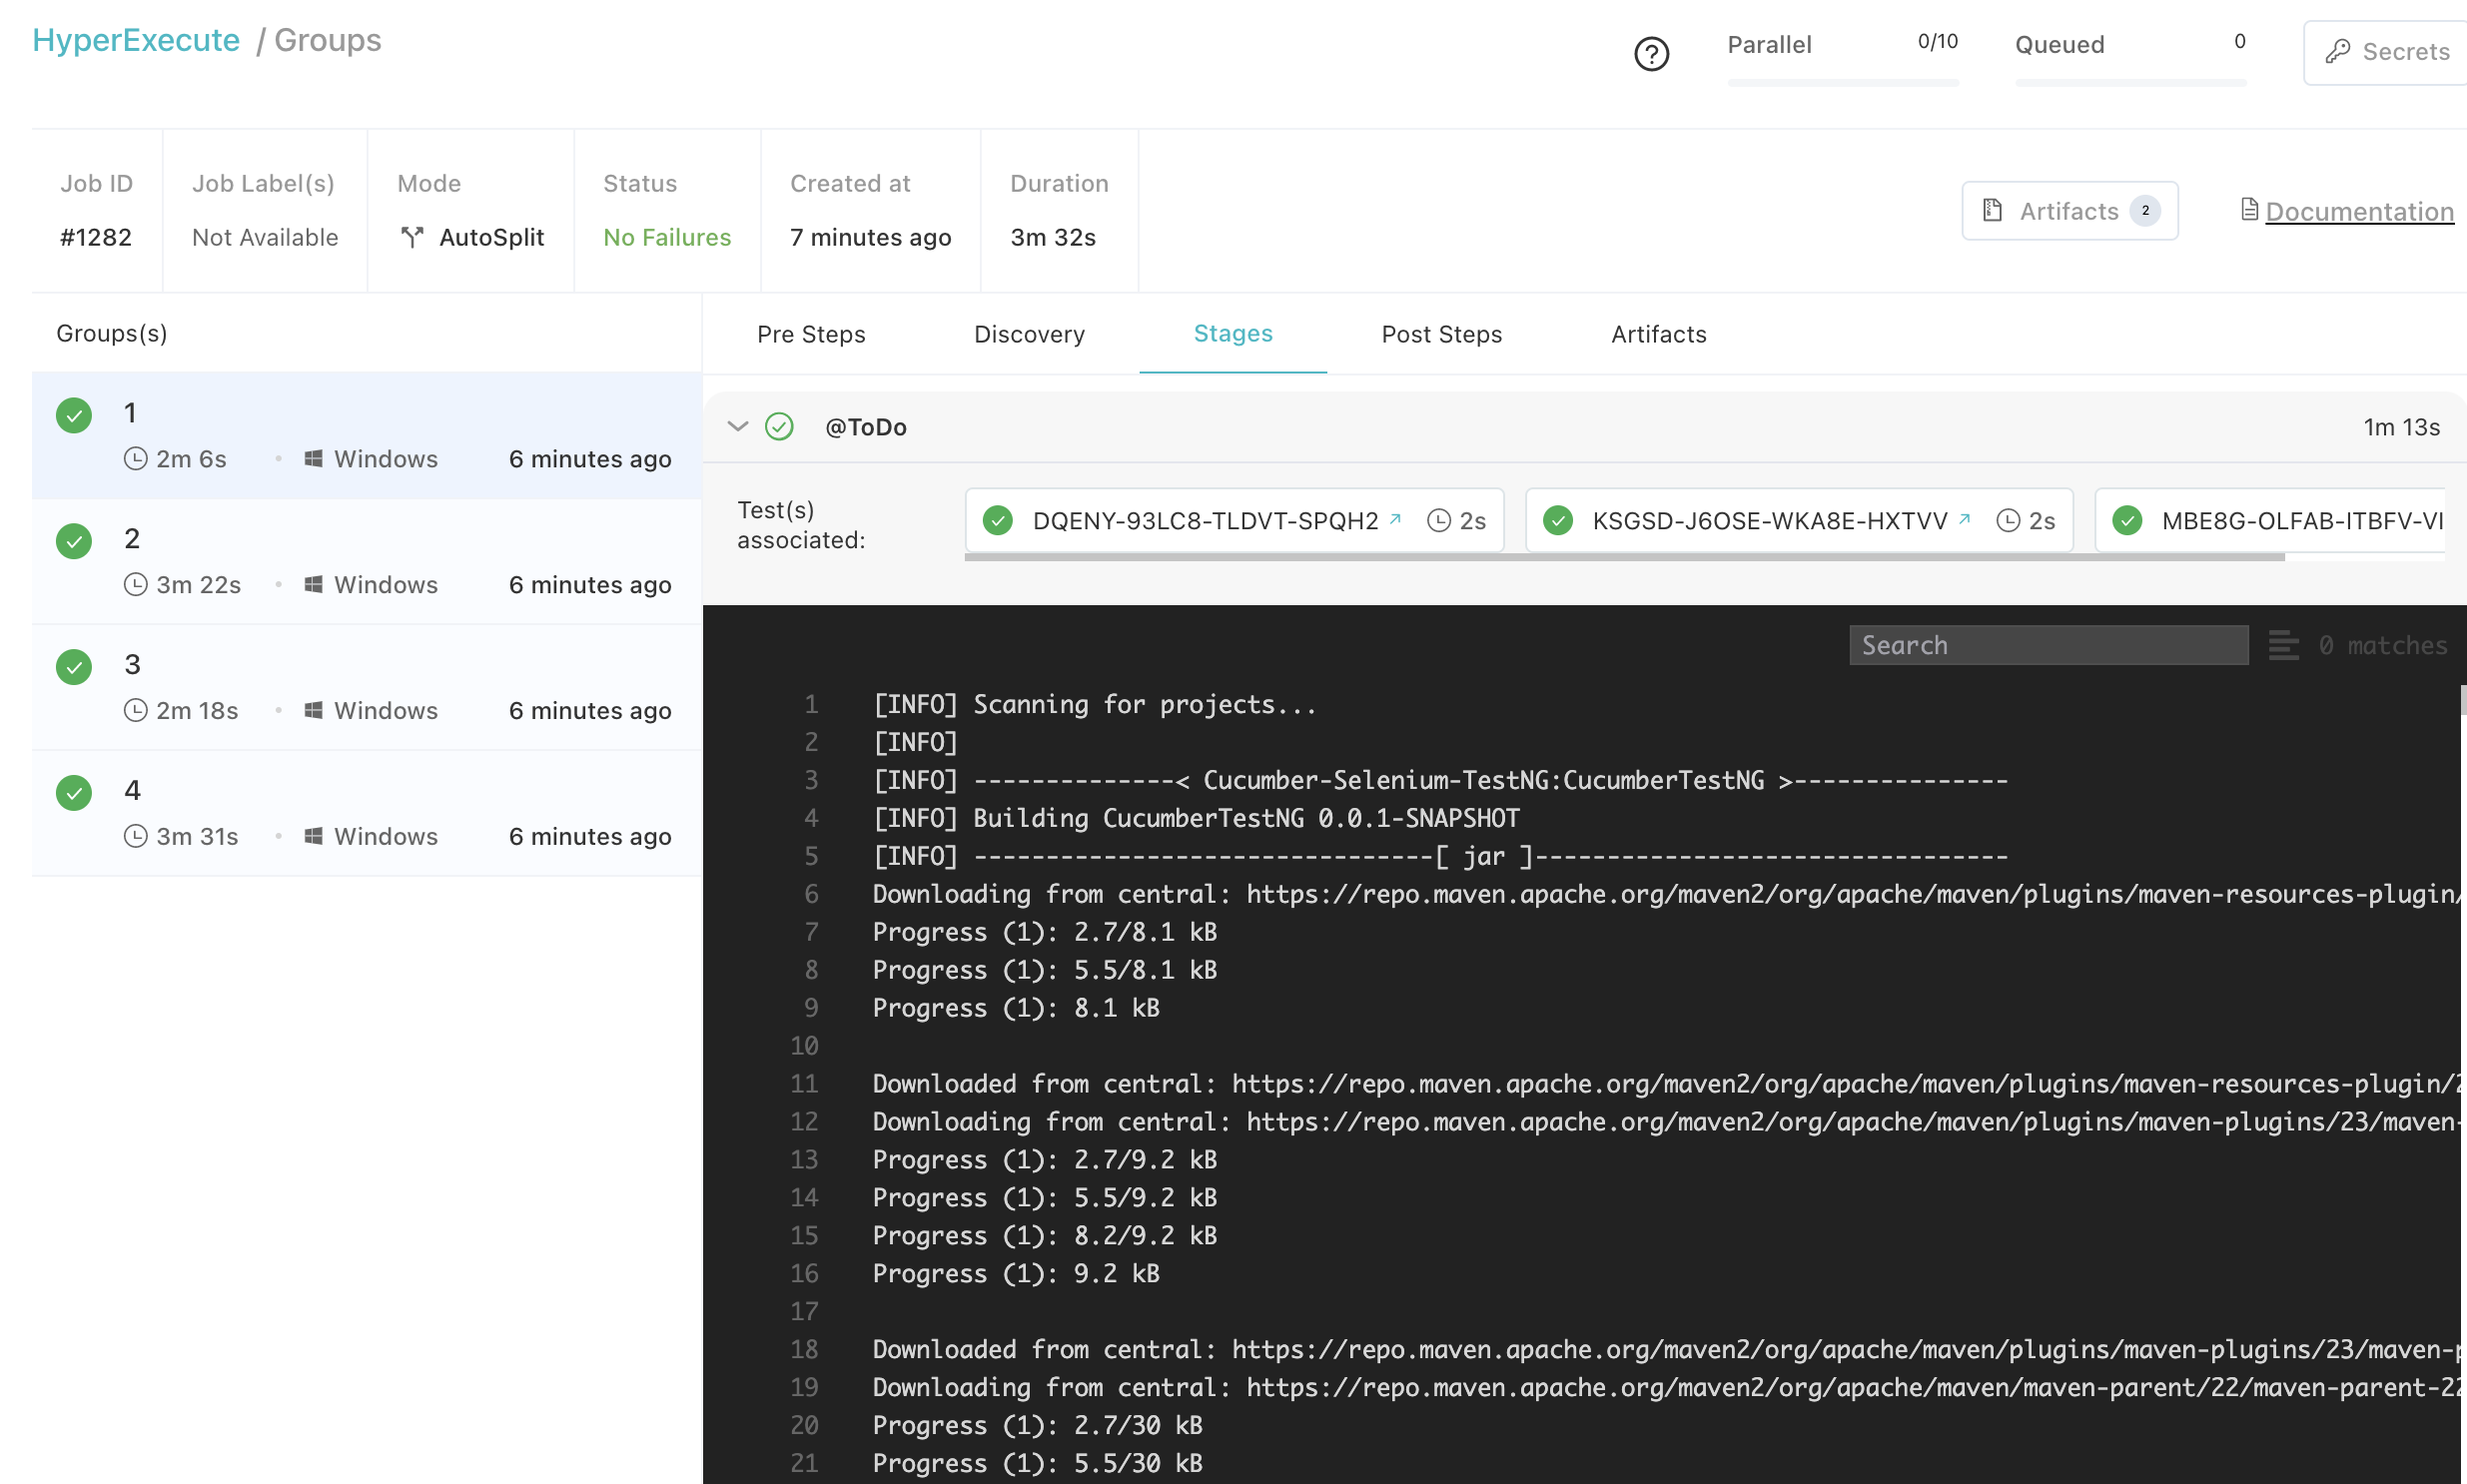 HyperExecute / Groups
Parallel 0/10
Queued 0
Secrets
Job ID
#1282
Job Label(s)
Not Available
Mode
AutoSplit
Status
No Failures
Created at
7 minutes ago
Duration
3m 32s
Artifacts 2
Documentation
Groups(s)
1
2m 6s • Windows 6 minutes ago
2
3m 22s • Windows 6 minutes ago
3
2m 18s • Windows 6 minutes ago
4
3m 31s • Windows 6 minutes ago
Pre Steps Discovery Stages Post Steps Artifacts
@ToDo 1m 13s
Test(s)
associated:
DQENY-93LC8-TLDVT-SPQH2 2s
KSGSD-J6OSE-WKA8E-HXTVV 2s
MBE8G-OLFAB-ITBFV-VI
Search 0 matches
1 [INFO] Scanning for projects...
2 [INFO]
3 [INFO] --------------< Cucumber-Selenium-TestNG:CucumberTestNG >---------------
4 [INFO] Building CucumberTestNG 0.0.1-SNAPSHOT
5 [INFO] --------------------------------[ jar ]---------------------------------
6 Downloading from central: https://repo.maven.apache.org/maven2/org/apache/maven/plugins/maven-resources-plugin/
7 Progress (1): 2.7/8.1 kB
8 Progress (1): 5.5/8.1 kB
9 Progress (1): 8.1 kB
10
11 Downloaded from central: https://repo.maven.apache.org/maven2/org/apache/maven/plugins/maven-resources-plugin/2
12 Downloading from central: https://repo.maven.apache.org/maven2/org/apache/maven/plugins/maven-plugins/23/maven-
13 Progress (1): 2.7/9.2 kB
14 Progress (1): 5.5/9.2 kB
15 Progress (1): 8.2/9.2 kB
16 Progress (1): 9.2 kB
17
18 Downloaded from central: https://repo.maven.apache.org/maven2/org/apache/maven/plugins/maven-plugins/23/maven-p
19 Downloading from central: https://repo.maven.apache.org/maven2/org/apache/maven/maven-parent/22/maven-parent-22
20 Progress (1): 2.7/30 kB
21 Progress (1): 5.5/30 kB